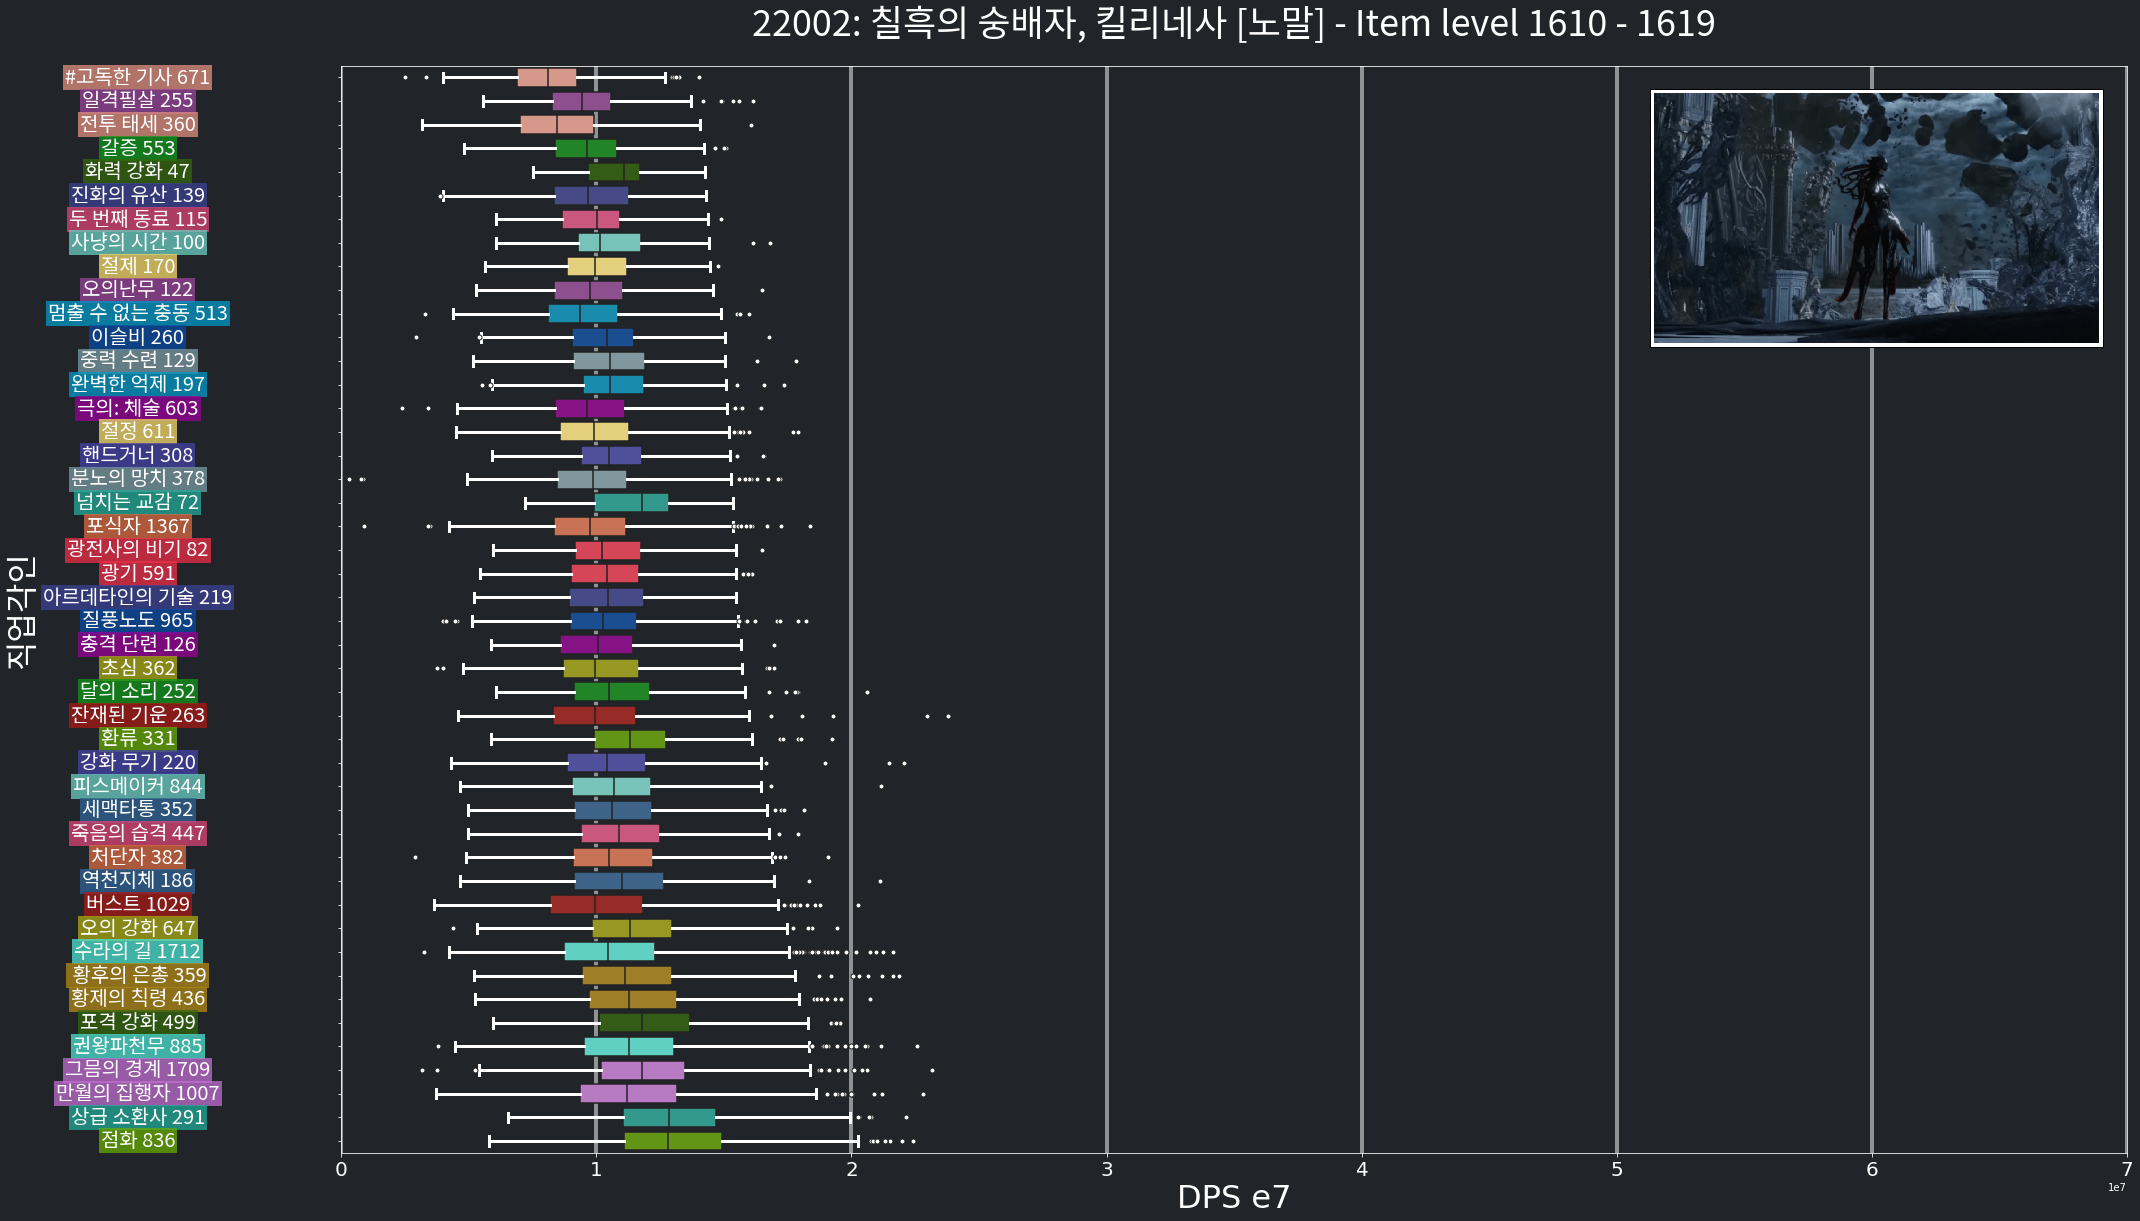 22002: 칠흑의 숭배자, 킬리네사 [노말] - Item level 1610 - 1619
#고독한 기사 671
일격필살 255
전투 태세 360
갈증 553
화력 강화 47
진화의 유산 139
두 번째 동료 115
사냥의 시간 100
절제 170
오의난무 122
멈출 수 없는 충동 513
이슬비 260
중력 수련 129
완벽한 억제 197
극의: 체술 603
절정 611
핸드거너 308
분노의 망치 378
넘치는 교감 72
포식자 1367
광전사의 비기 82
광기 591
아르데타인의 기술 219
질풍노도 965
충격 단련 126
초심 362
달의 소리 252
잔재된 기운 263
환류 331
강화 무기 220
피스메이커 844
세맥타통 352
죽음의 습격 447
처단자 382
역천지체 186
버스트 1029
오의 강화 647
수라의 길 1712
황후의 은총 359
황제의 칙령 436
포격 강화 499
권왕파천무 885
그믐의 경계 1709
만월의 집행자 1007
상급 소환사 291
점화 836
직업각인
0 1 2 3 4 5 6 7
DPS e7
1e7